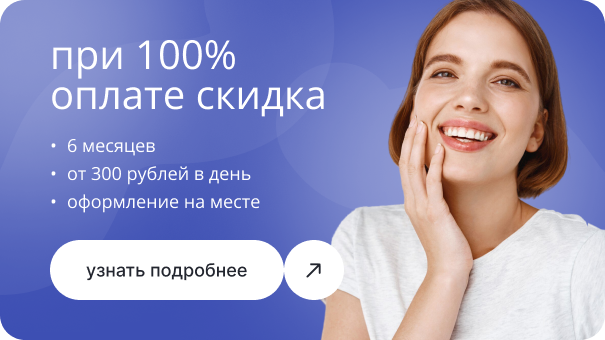 при 100%
оплате скидка
• 6 месяцев
• от 300 рублей в день
• оформление на месте
узнать подробнее